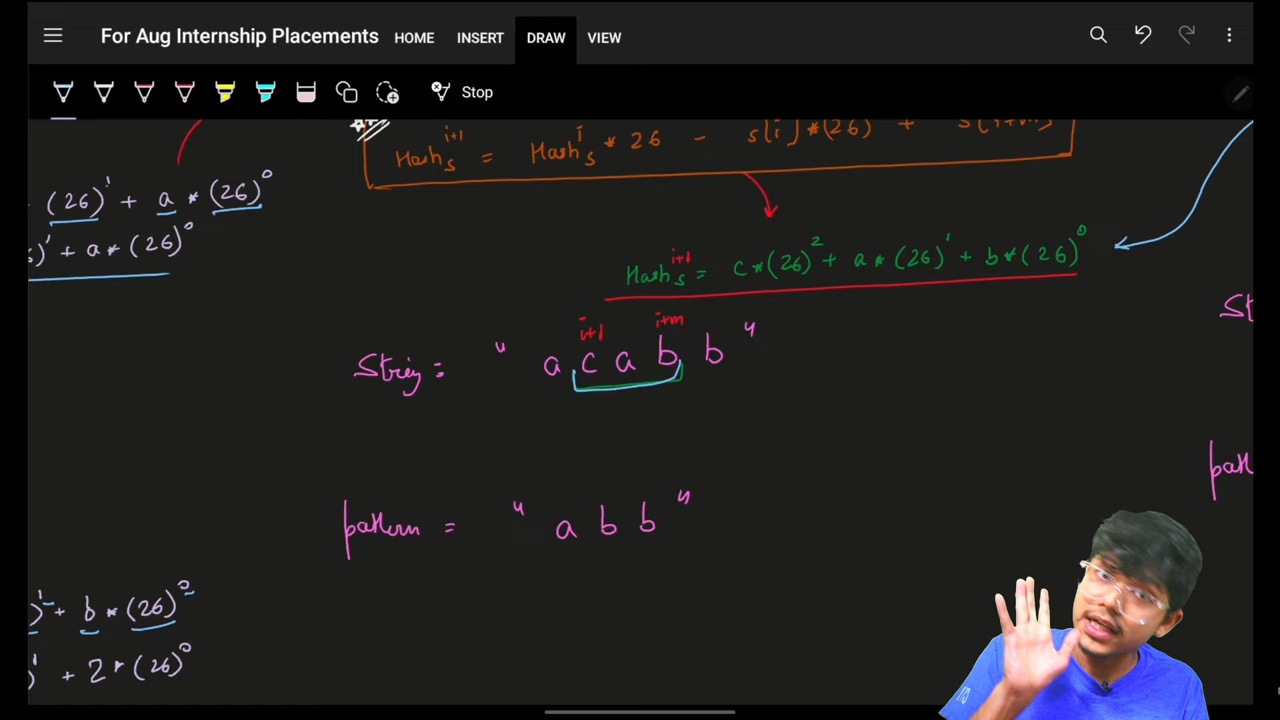 For Aug Internship Placements HOME INSERT DRAW VIEW
Stop
Hash_s^{i+1} = Hash_s^i * 26 - s[i]*(26) + s[i+m]
(26)^1 + a * (26)^0
)^1 + a * (26)^0
Hash_s^{i+1} = c*(26)^2 + a*(26)^1 + b*(26)^0
i+1 i+m
String = " a c a b b "
pattern = " a b b "
)^1 + b * (26)^0
)^1 + 2 * (26)^0